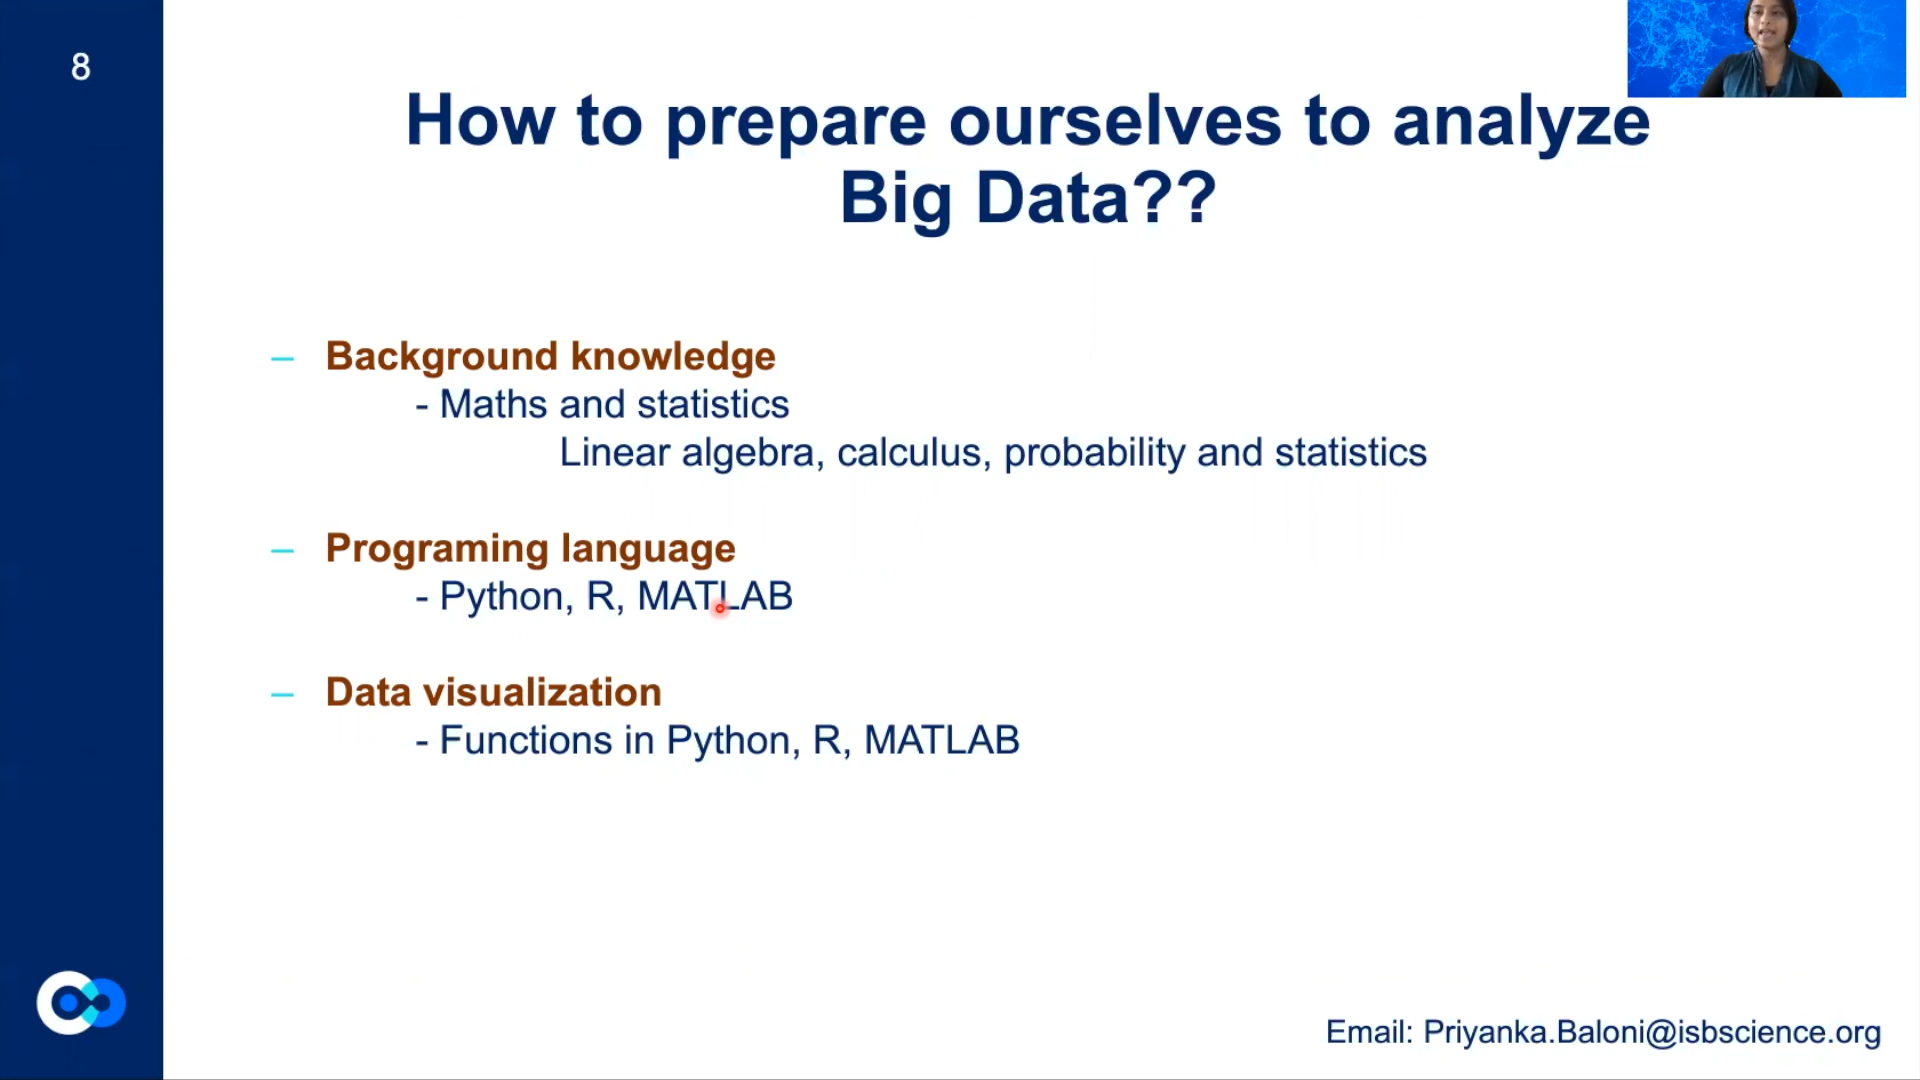 8
How to prepare ourselves to analyze
Big Data??
– Background knowledge
- Maths and statistics
Linear algebra, calculus, probability and statistics
– Programing language
- Python, R, MATLAB
– Data visualization
- Functions in Python, R, MATLAB
Email: Priyanka.Baloni@isbscience.org